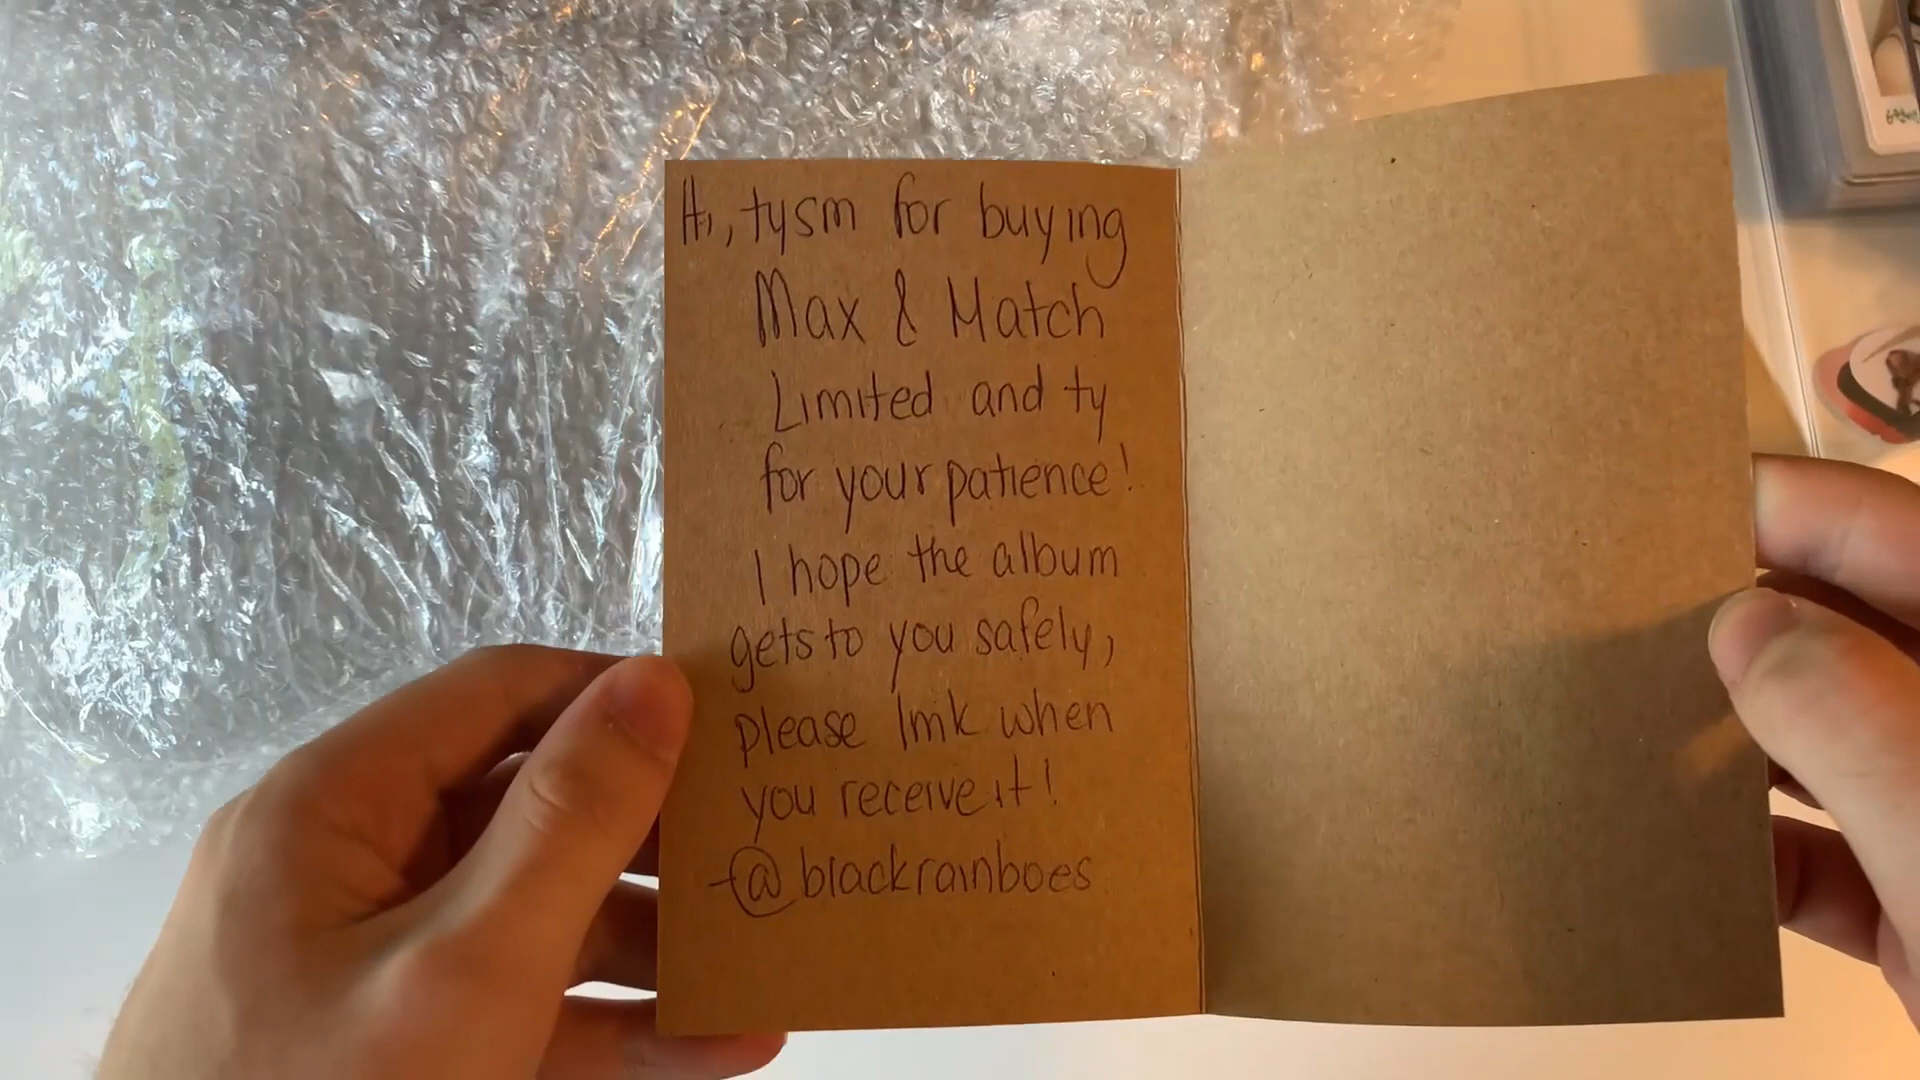 Hi, tysm for buying
Max & Match
Limited and ty
for your patience!
I hope the album
gets to you safely,
please lmk when
you receive it!
-@blackrainboes